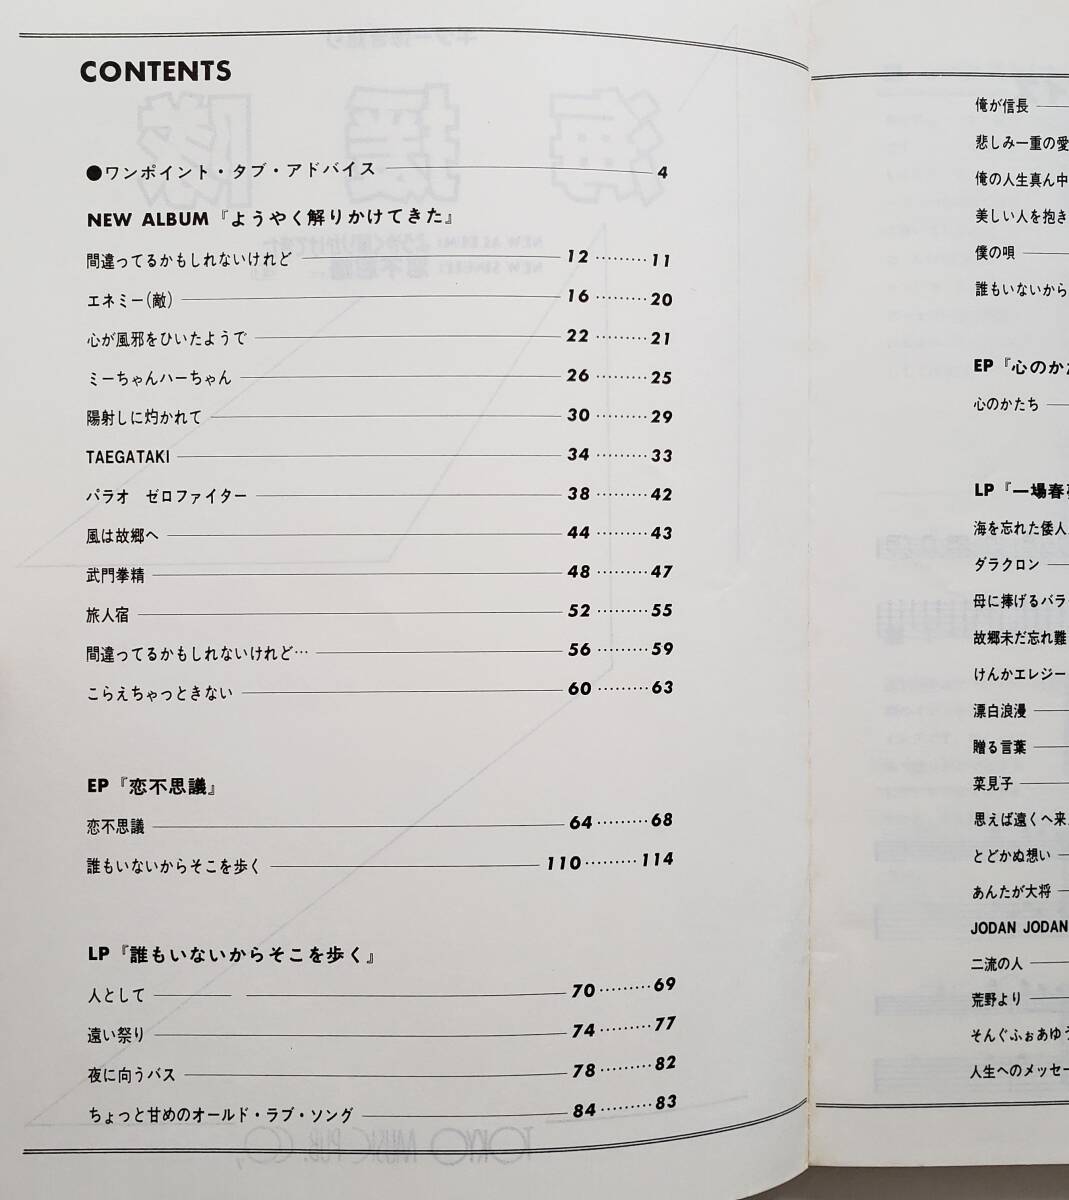 CONTENTS
●ワンポイント・タブ・アドバイス 4
NEW ALBUM『ようやく解りかけてきた』
間違ってるかもしれないけれど 12 ········· 11
エネミー(敵) 16 ········· 20
心が風邪をひいたようで 22 ········· 21
ミーちゃんハーちゃん 26 ········· 25
陽射しに灼かれて 30 ········· 29
TAEGATAKI 34 ········· 33
パラオ　ゼロファイター 38 ········· 42
風は故郷へ 44 ········· 43
武門拳精 48 ········· 47
旅人宿 52 ········· 55
間違ってるかもしれないけれど… 56 ········· 59
こらえちゃっときない 60 ········· 63
EP『恋不思議』
恋不思議 64 ········· 68
誰もいないからそこを歩く 110 ········· 114
LP『誰もいないからそこを歩く』
人として 70 ········· 69
遠い祭り 74 ········· 77
夜に向うバス 78 ········· 82
ちょっと甘めのオールド・ラブ・ソング 84 ········· 83
俺が信長
悲しみ一重の愛
俺の人生真ん中
美しい人を抱き
僕の唄
誰もいないから
EP『心のかた
心のかたち
LP『一場春
海を忘れた倭人
ダラクロン
母に捧げるバラ
故郷未だ忘れ難
けんかエレジー
漂白浪漫
贈る言葉
菜見子
思えば遠くへ来
とどかぬ想い
あんたが大将
JODAN JODAN
二流の人
荒野より
そんぐふぉあゆ
人生へのメッセー